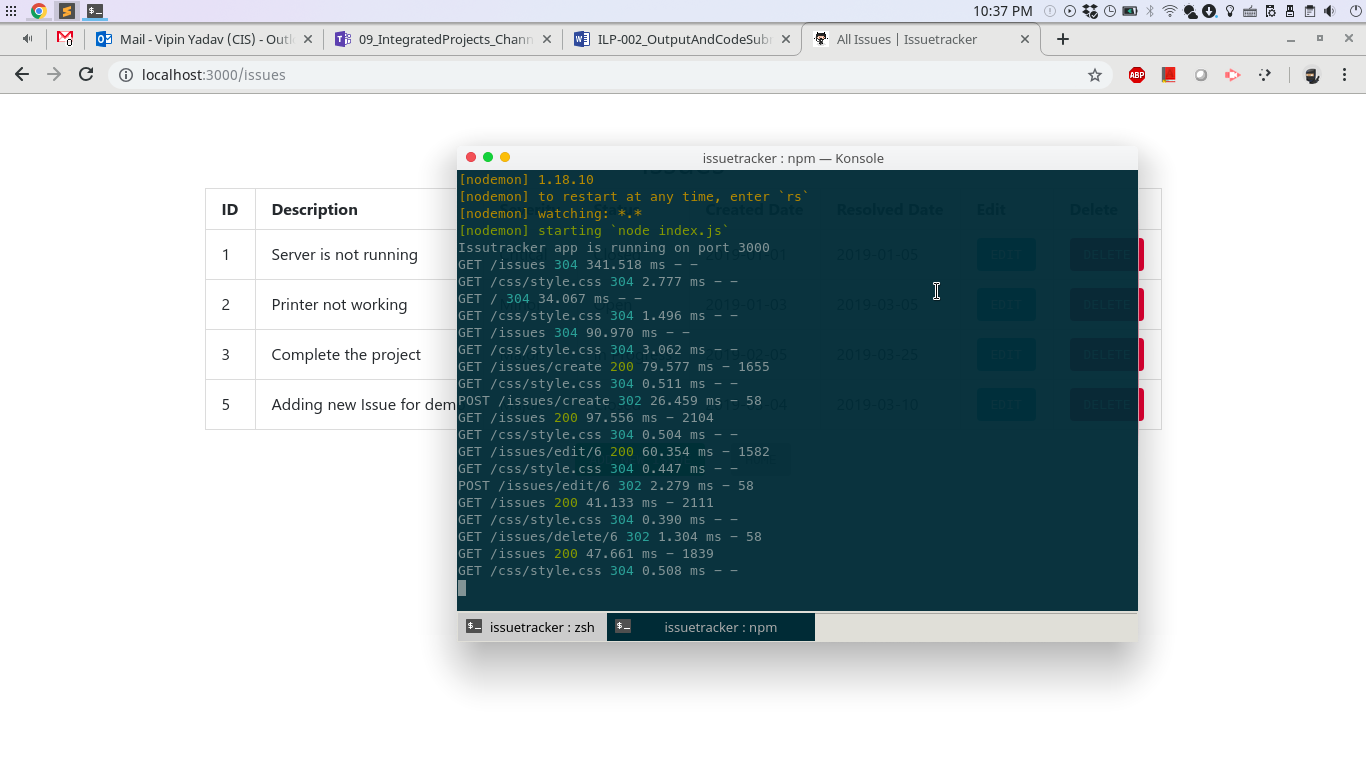 10:37 PM
Mail - Vipin Yadav (CIS) - Outl
09_IntegratedProjects_Chann
ILP-002_OutputAndCodeSubm
All Issues | Issuetracker
localhost:3000/issues
ABP
issuetracker : npm — Konsole
[nodemon] 1.18.10
[nodemon] to restart at any time, enter `rs`
[nodemon] watching: *.*
[nodemon] starting `node index.js`
Issutracker app is running on port 3000
GET /issues 304 341.518 ms - -
GET /css/style.css 304 2.777 ms - -
GET / 304 34.067 ms - -
GET /css/style.css 304 1.496 ms - -
GET /issues 304 90.970 ms - -
GET /css/style.css 304 3.062 ms - -
GET /issues/create 200 79.577 ms - 1655
GET /css/style.css 304 0.511 ms - -
POST /issues/create 302 26.459 ms - 58
GET /issues 200 97.556 ms - 2104
GET /css/style.css 304 0.504 ms - -
GET /issues/edit/6 200 60.354 ms - 1582
GET /css/style.css 304 0.447 ms - -
POST /issues/edit/6 302 2.279 ms - 58
GET /issues 200 41.133 ms - 2111
GET /css/style.css 304 0.390 ms - -
GET /issues/delete/6 302 1.304 ms - 58
GET /issues 200 47.661 ms - 1839
GET /css/style.css 304 0.508 ms - -
issuetracker : zsh
issuetracker : npm
ID Description Created Date Resolved Date Edit Delete
1 Server is not running 2019-01-05 EDIT DELETE
2 Printer not working 2019-01-03 2019-03-05 EDIT DELETE
3 Complete the project 2019-02-05 2019-03-25 EDIT DELETE
5 Adding new Issue for dem 2019-03-10 EDIT DELETE